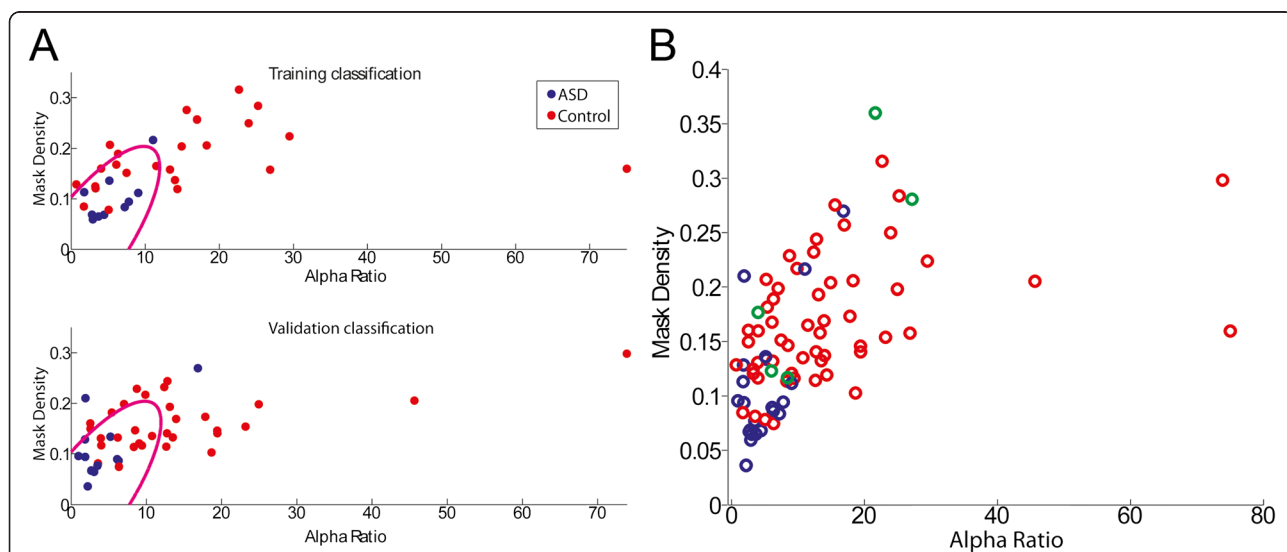 A
Training classification
ASD
Control
Mask Density
0.3
0.2
0.1
0
0 10 20 30 40 50 60 70
Alpha Ratio
Validation classification
Mask Density
0.3
0.2
0.1
0
0 10 20 30 40 50 60 70
Alpha Ratio
B
Mask Density
0.4
0.35
0.3
0.25
0.2
0.15
0.1
0.05
0
0 20 40 60 80
Alpha Ratio